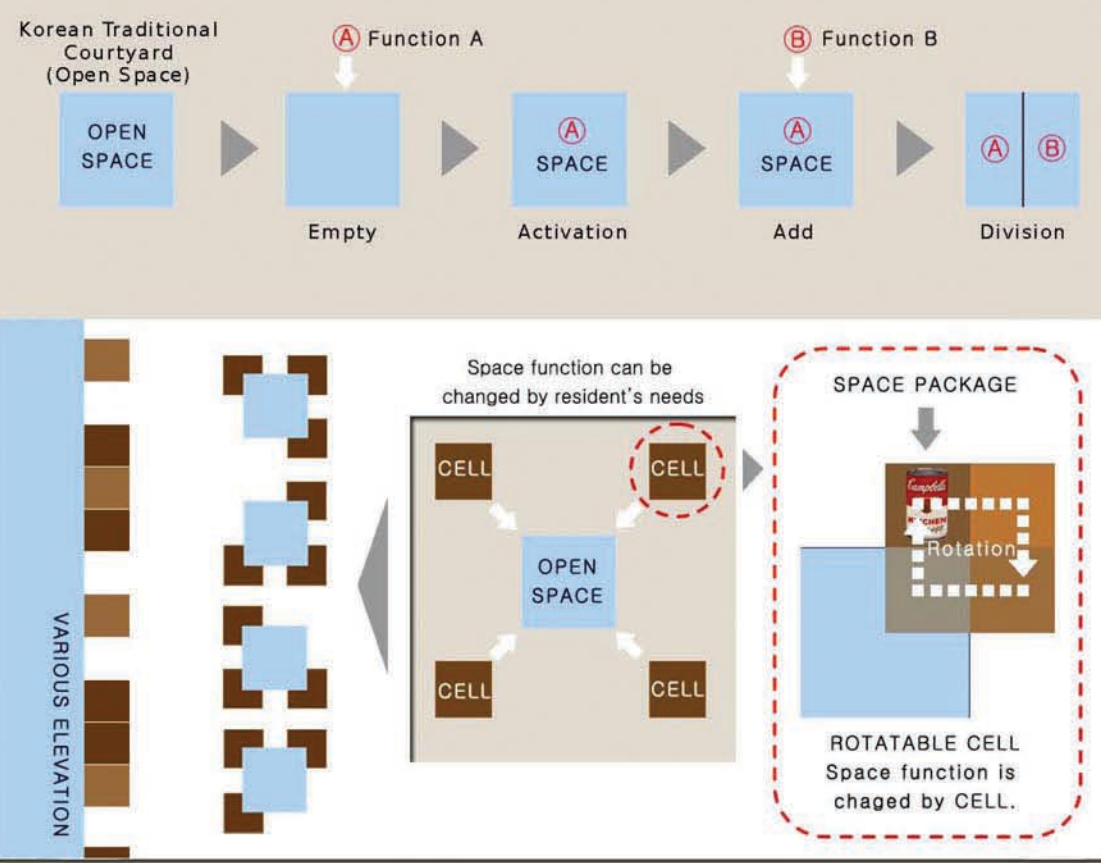 Korean Traditional
Courtyard
(Open Space)
Ⓐ Function A
Ⓑ Function B
OPEN
SPACE
Ⓐ
SPACE
Ⓐ
SPACE
Ⓐ Ⓑ
Empty
Activation
Add
Division
VARIOUS ELEVATION
Space function can be
changed by resident's needs
CELL
CELL
OPEN
SPACE
CELL
CELL
SPACE PACKAGE
Campbell's
Rotation
ROTATABLE CELL
Space function is
chaged by CELL.